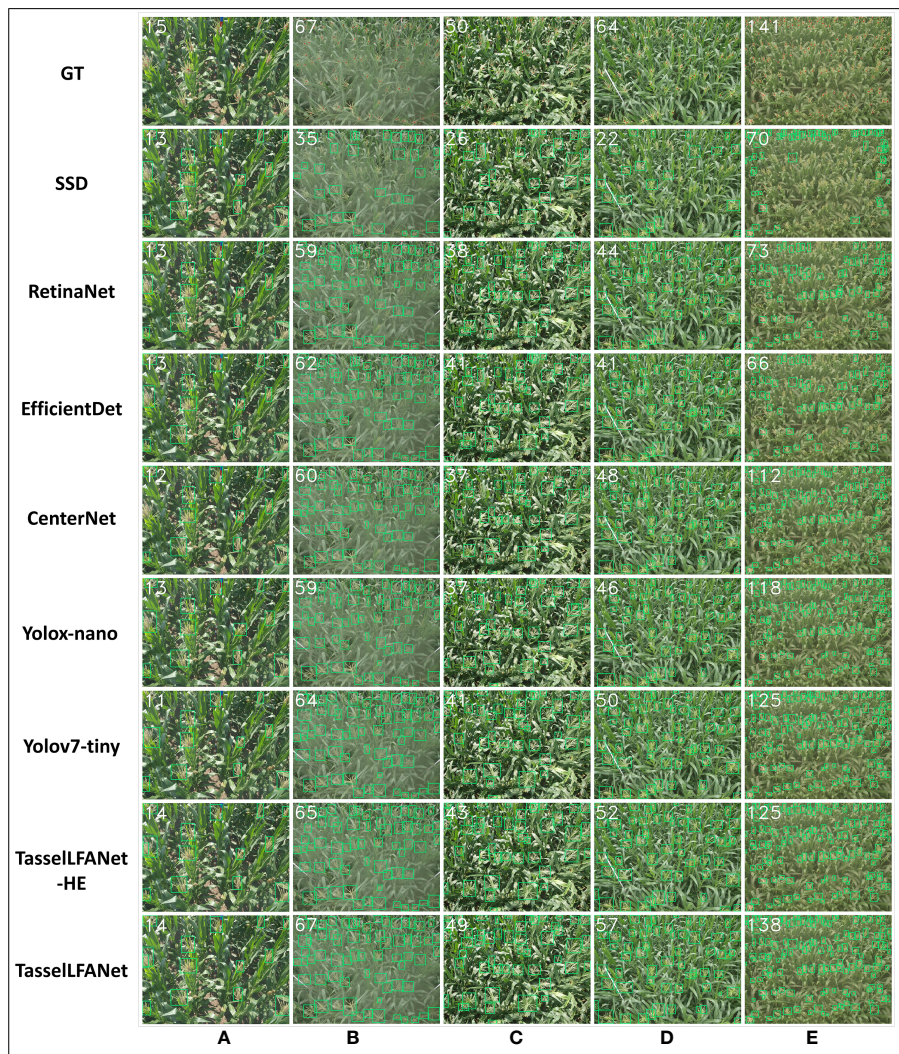 GT 15 67 50 64 141
SSD 13 35 26 22 70
RetinaNet 13 59 38 44 73
EfficientDet 13 62 41 41 66
CenterNet 12 60 37 48 112
Yolox-nano 13 59 37 46 118
Yolov7-tiny 11 64 41 50 125
TasselLFANet
-HE 14 65 43 52 125
TasselLFANet 14 67 49 57 138
A B C D E